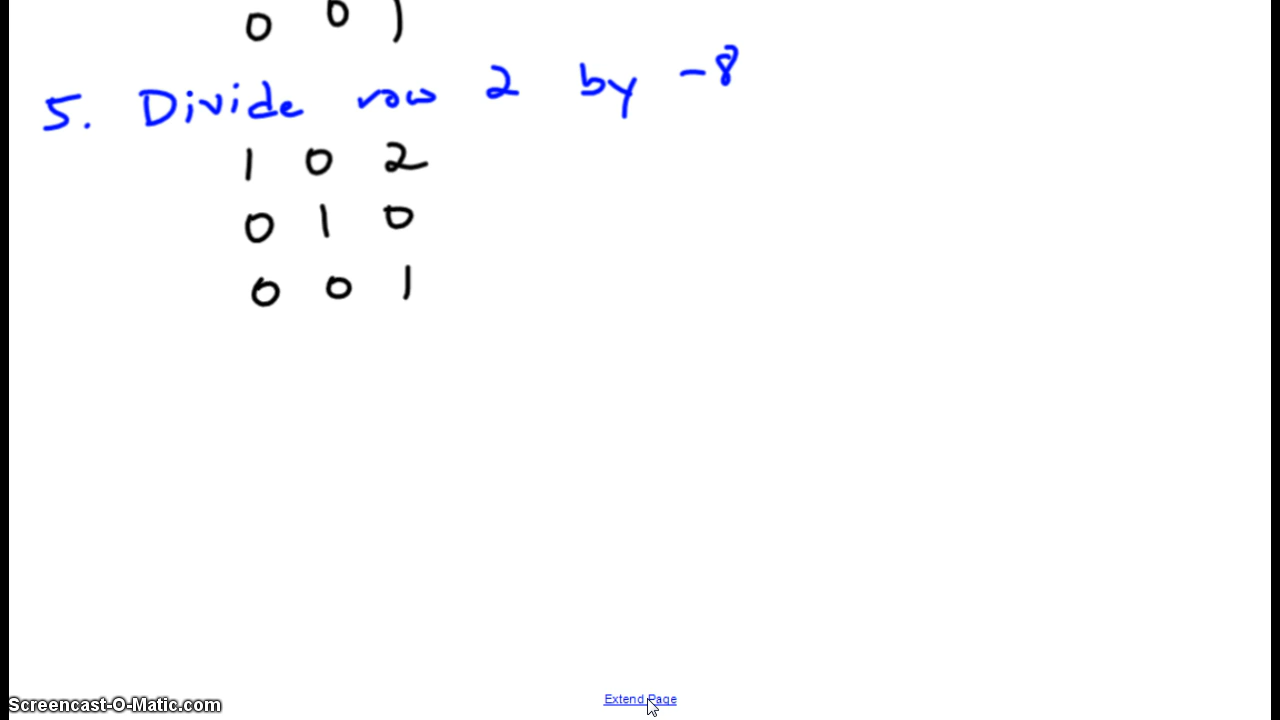 0 0 1
5. Divide row 2 by -8
1 0 2
0 1 0
0 0 1
Extend Page
Screencast-O-Matic.com